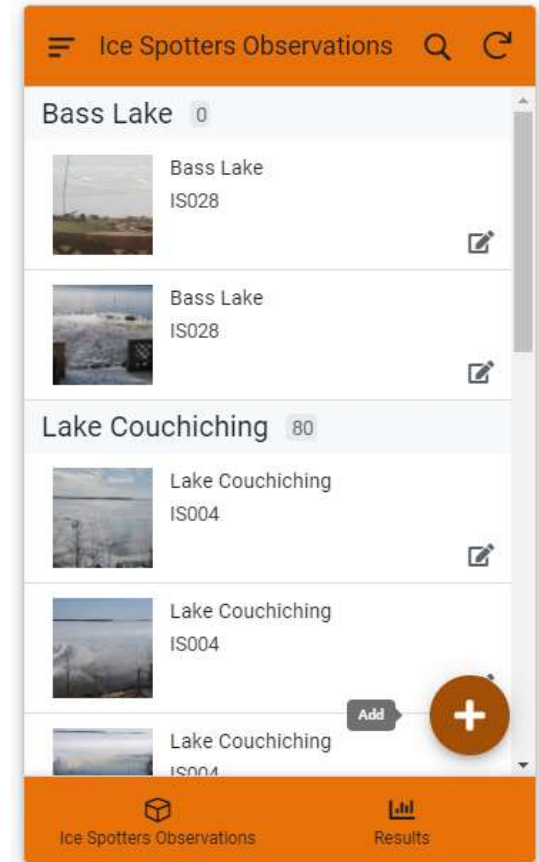 Ice Spotters Observations
Bass Lake 0
Bass Lake
IS028
Bass Lake
IS028
Lake Couchiching 80
Lake Couchiching
IS004
Lake Couchiching
IS004
Add
Lake Couchiching
IS004
Ice Spotters Observations
Results